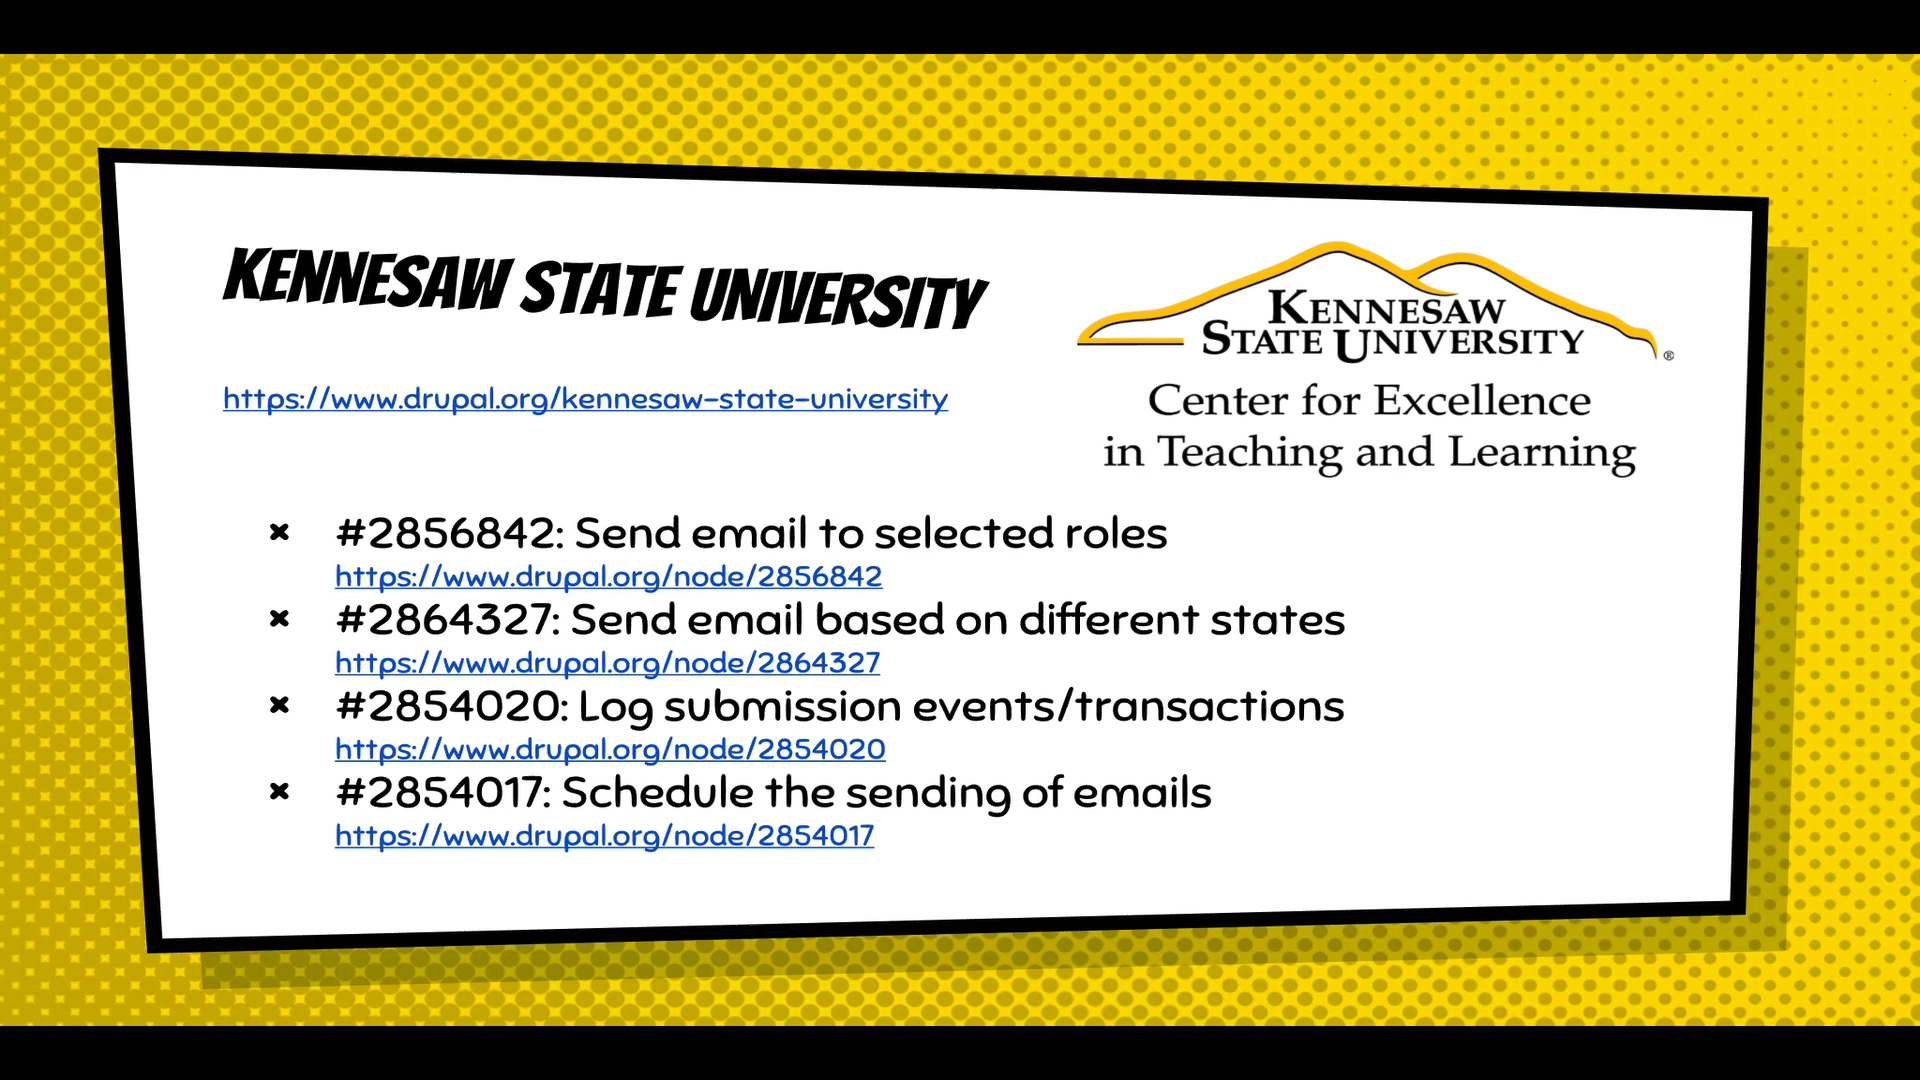 KENNESAW STATE UNIVERSITY
https://www.drupal.org/kennesaw-state-university
KENNESAW
STATE UNIVERSITY ®
Center for Excellence
in Teaching and Learning
× #2856842: Send email to selected roles
https://www.drupal.org/node/2856842
× #2864327: Send email based on different states
https://www.drupal.org/node/2864327
× #2854020: Log submission events/transactions
https://www.drupal.org/node/2854020
× #2854017: Schedule the sending of emails
https://www.drupal.org/node/2854017